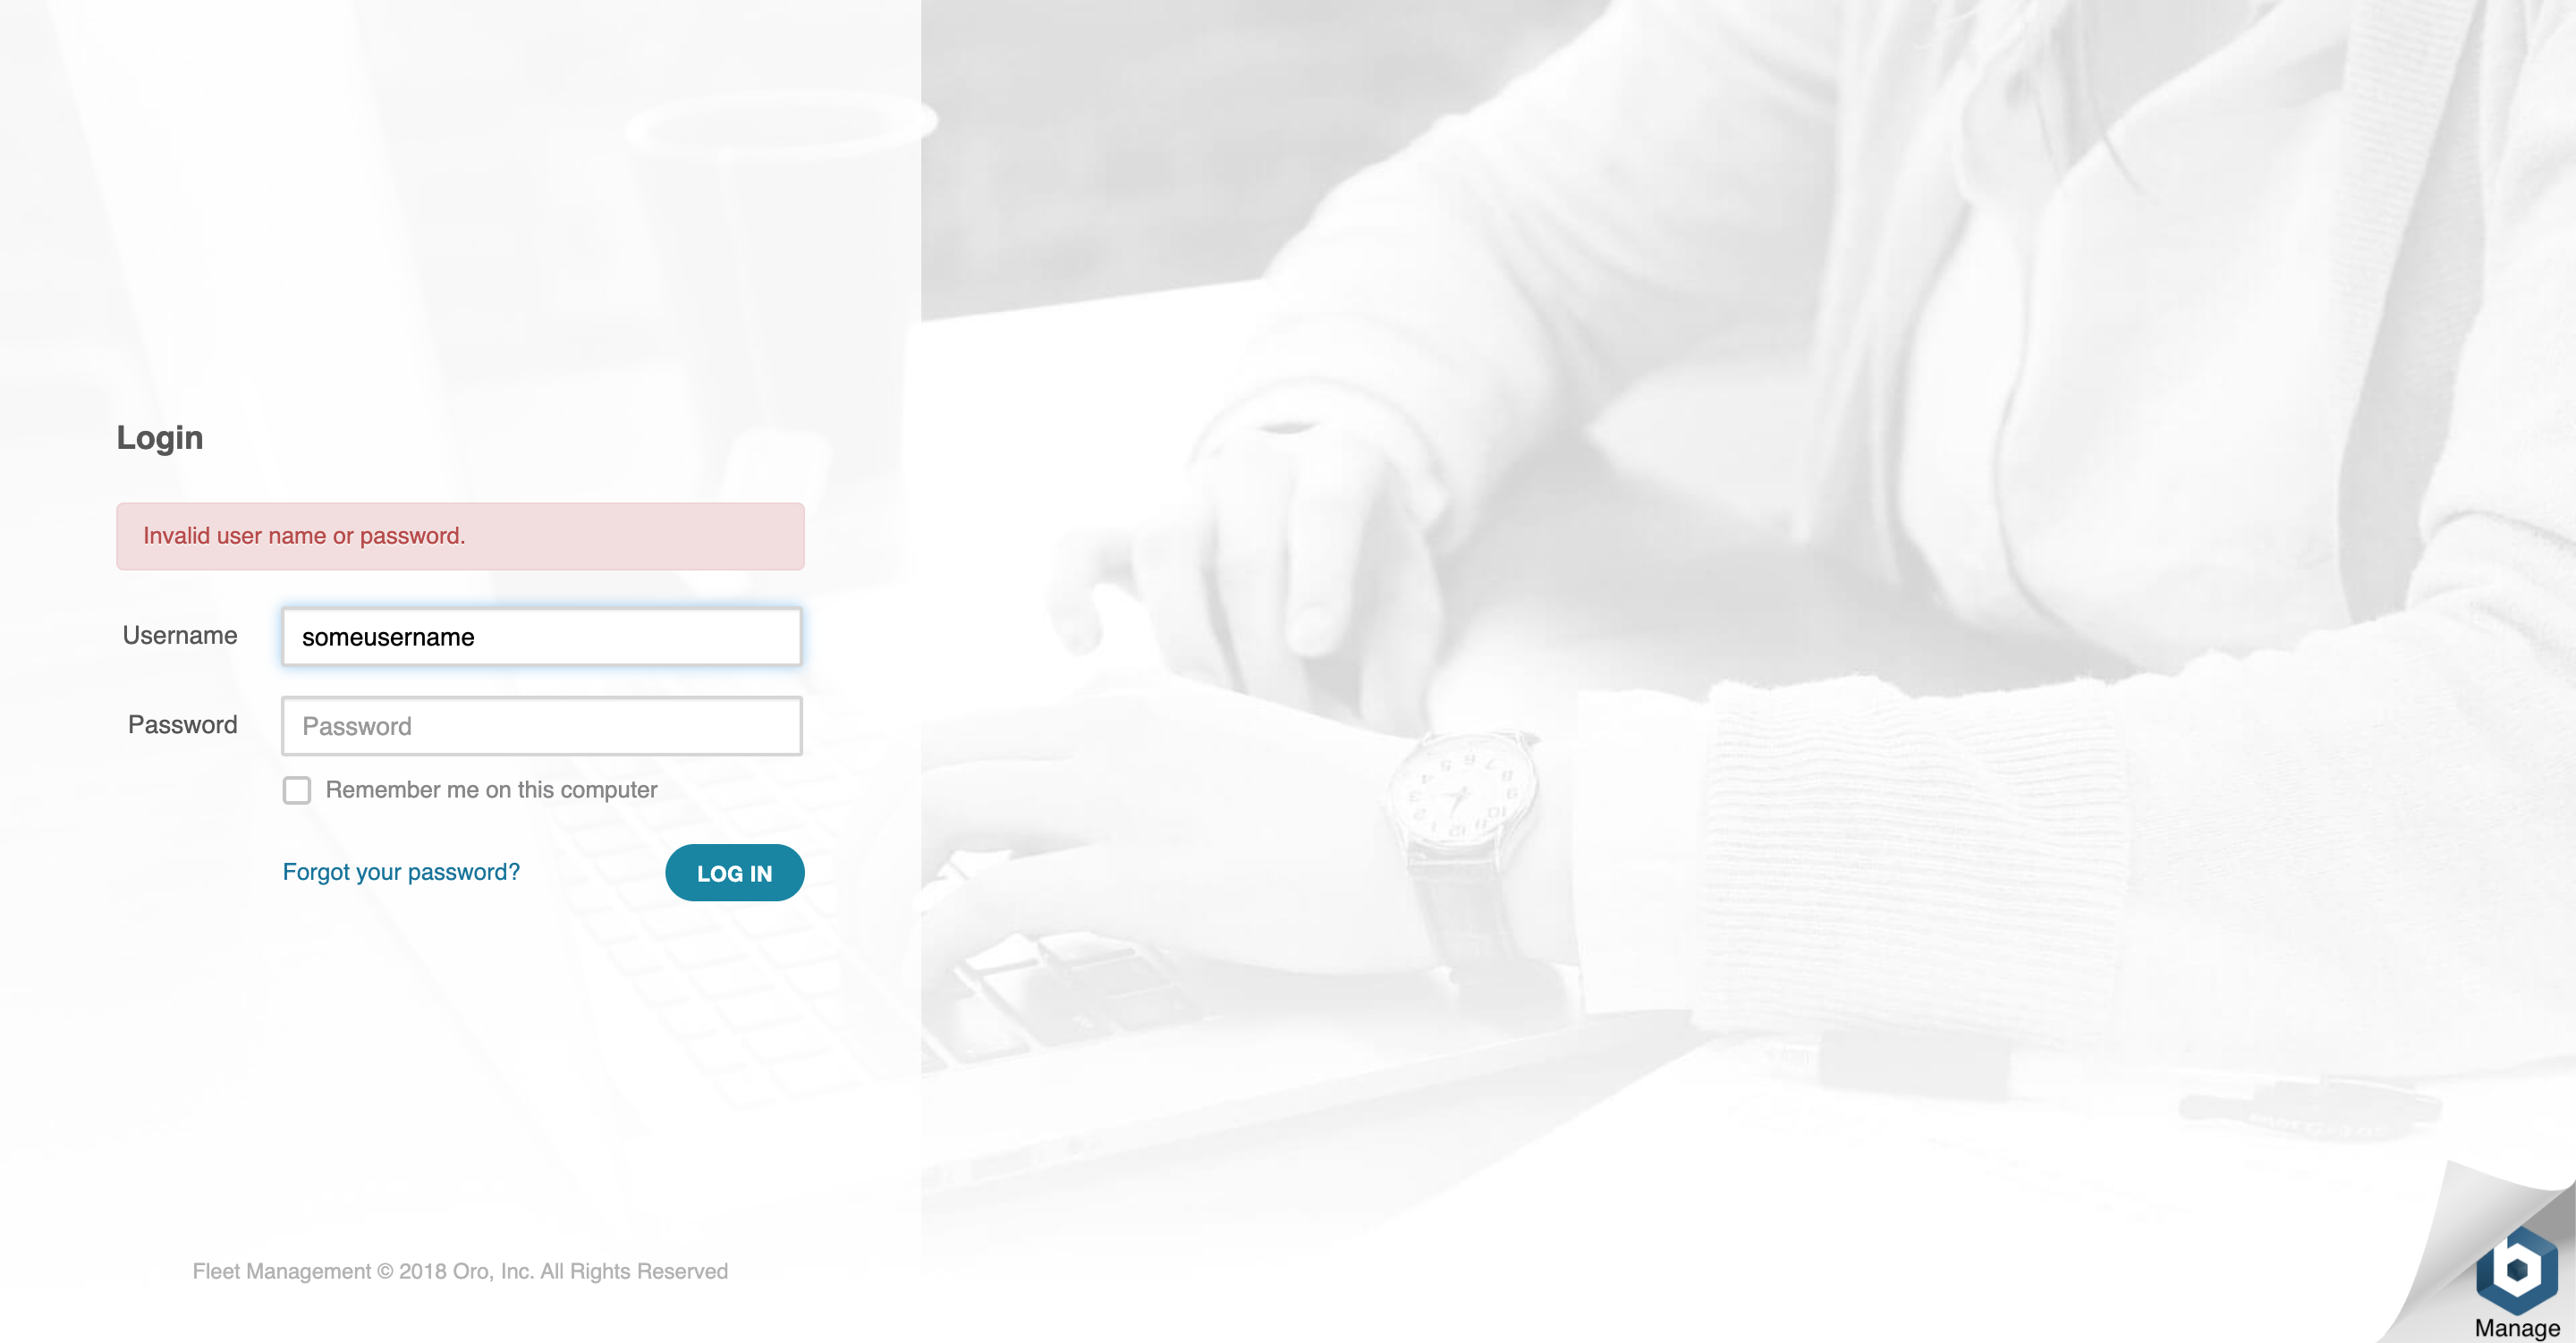 Login
Invalid user name or password.
Username
someusername
Password
Password
Remember me on this computer
Forgot your password?
LOG IN
Fleet Management © 2018 Oro, Inc. All Rights Reserved
Manage